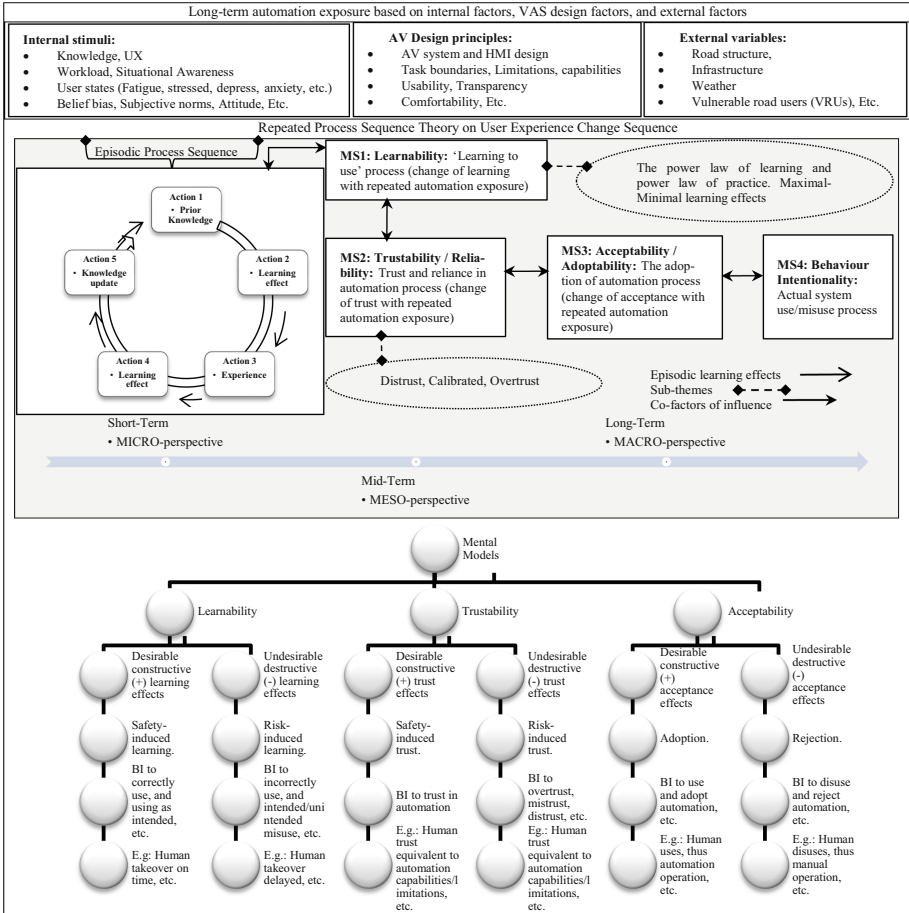 Long-term automation exposure based on internal factors, VAS design factors, and external factors
Internal stimuli:
• Knowledge, UX
• Workload, Situational Awareness
• User states (Fatigue, stressed, depress, anxiety, etc.)
• Belief bias, Subjective norms, Attitude, Etc.
AV Design principles:
• AV system and HMI design
• Task boundaries, Limitations, capabilities
• Usability, Transparency
• Comfortability, Etc.
External variables:
• Road structure,
• Infrastructure
• Weather
• Vulnerable road users (VRUs), Etc.
Repeated Process Sequence Theory on User Experience Change Sequence
Episodic Process Sequence
Action 1
• Prior
Knowledge
Action 2
• Learning
effect
Action 3
• Experience
Action 4
• Learning
effect
Action 5
• Knowledge
update
MS1: Learnability: ‘Learning to
use’ process (change of learning
with repeated automation exposure)
The power law of learning and
power law of practice. Maximal-
Minimal learning effects
MS2: Trustability / Relia-
bility: Trust and reliance in
automation process (change
of trust with repeated
automation exposure)
MS3: Acceptability /
Adoptability: The adop-
tion of automation process
(change of acceptance with
repeated automation
exposure)
MS4: Behaviour
Intentionality:
Actual system
use/misuse process
Distrust, Calibrated, Overtrust
Episodic learning effects
Sub-themes
Co-factors of influence
Short-Term
• MICRO-perspective
Mid-Term
• MESO-perspective
Long-Term
• MACRO-perspective
Mental
Models
Learnability
Trustability
Acceptability
Desirable
constructive
(+) learning
effects
Safety-
induced
learning.
BI to
correctly
use, and
using as
intended,
etc.
E.g: Human
takeover on
time, etc.
Undesirable
destructive
(-) learning
effects
Risk-
induced
learning.
BI to
incorrectly
use, and
intended/uni
ntended
misuse, etc.
E.g.: Human
takeover
delayed, etc.
Desirable
constructive
(+) trust
effects
Safety-
induced
trust.
BI to trust in
automation
E.g.: Human
trust
equivalent to
automation
capabilities/l
imitations,
etc.
Undesirable
destructive
(-) trust
effects
Risk-
induced
trust.
BI to
overtrust,
mistrust,
distrust, etc.
Eg.: Human
trust
equivalent to
automation
capabilities/l
imitations,
etc.
Desirable
constructive
(+)
acceptance
effects
Adoption.
BI to use
and adopt
automation,
etc.
E.g.: Human
uses, thus
automation
operation,
etc.
Undesirable
destructive
(-)
acceptance
effects
Rejection.
BI to disuse
and reject
automation,
etc.
E.g.: Human
disuses, thus
manual
operation,
etc.